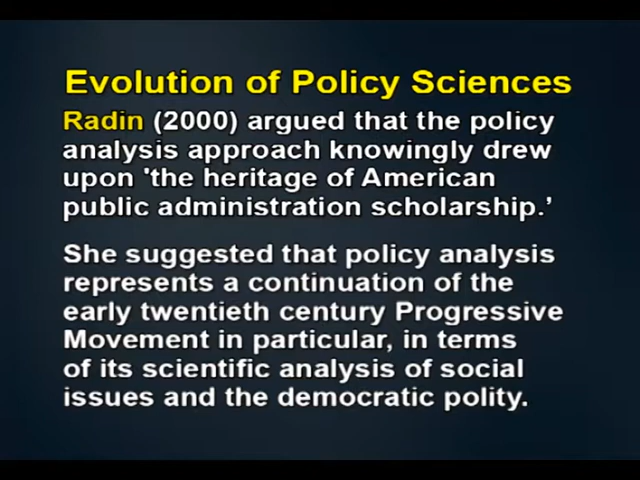 Evolution of Policy Sciences
Radin (2000) argued that the policy
analysis approach knowingly drew
upon 'the heritage of American
public administration scholarship.’
She suggested that policy analysis
represents a continuation of the
early twentieth century Progressive
Movement in particular, in terms
of its scientific analysis of social
issues and the democratic polity.